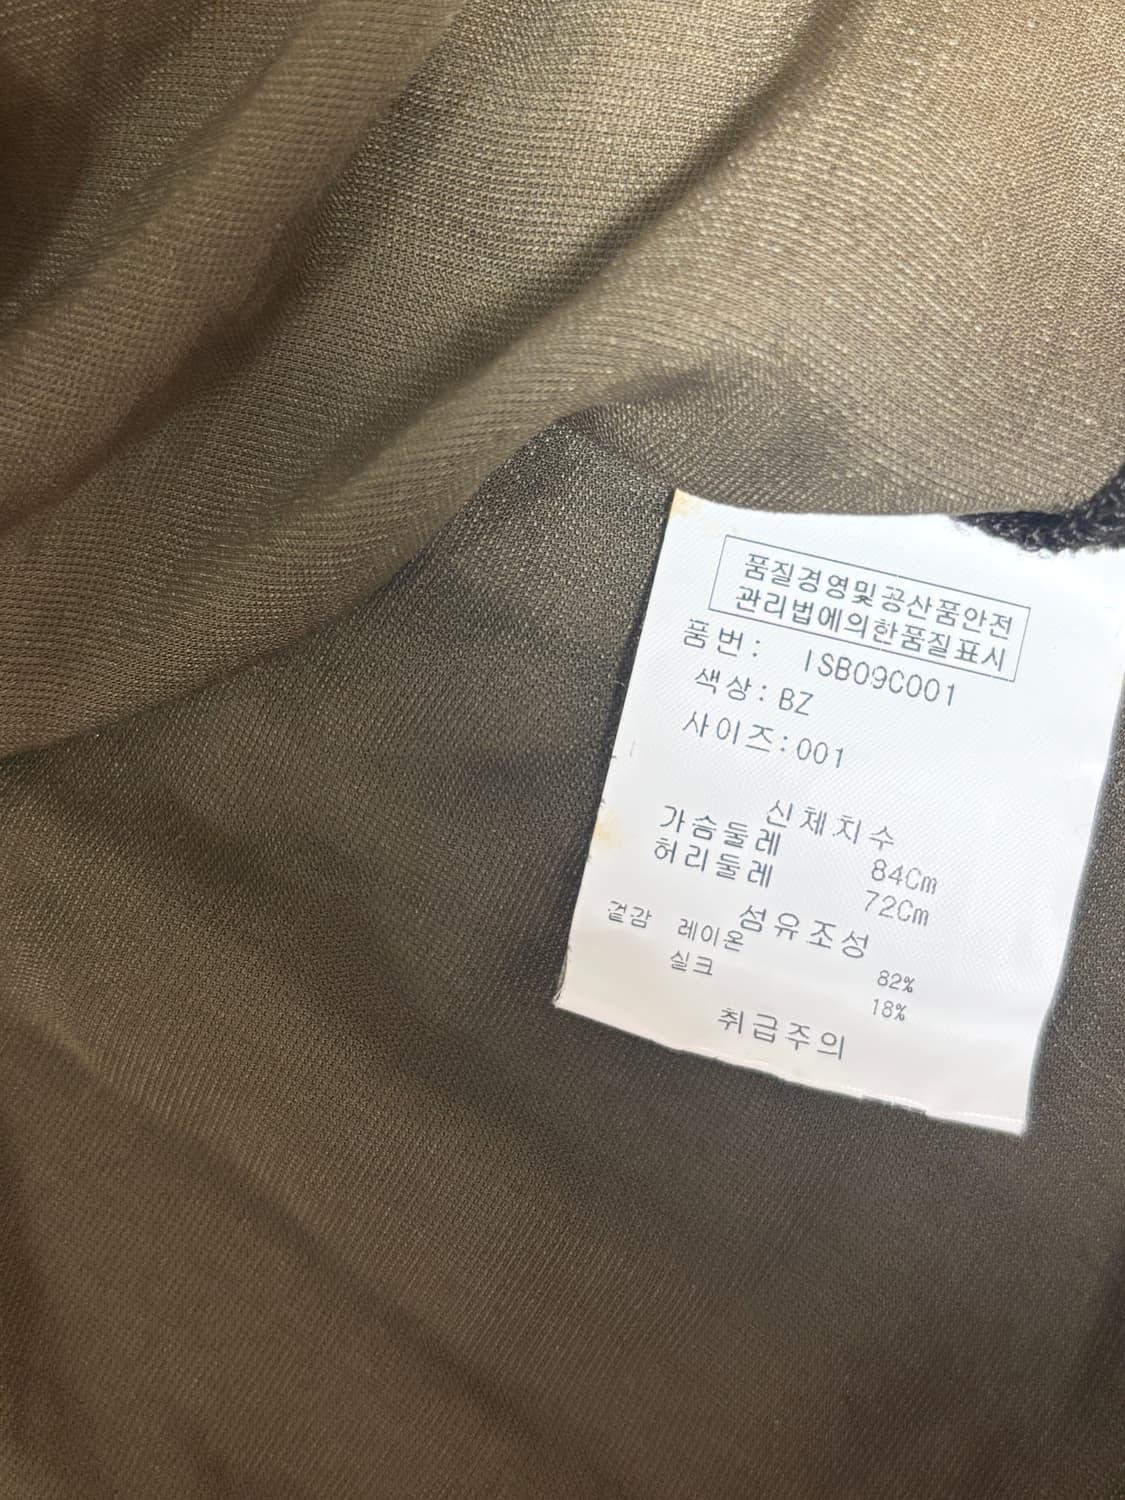 품질경영및공산품안전
관리법에의한품질표시
품번: ISB09C001
색상:BZ
사이즈:001
신체치수
가슴둘레 84Cm
허리둘레 72Cm
섬유조성
겉감 레이온 82%
실크 18%
취급주의